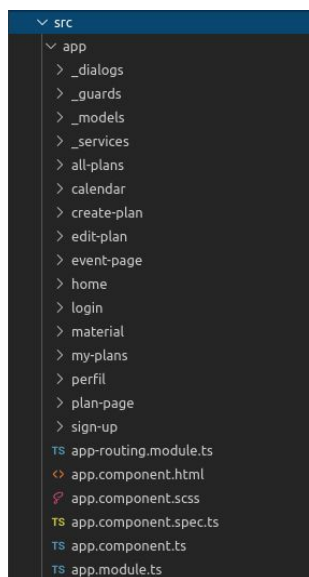 src
app
_dialogs
_guards
_models
_services
all-plans
calendar
create-plan
edit-plan
event-page
home
login
material
my-plans
perfil
plan-page
sign-up
TS app-routing.module.ts
<> app.component.html
app.component.scss
TS app.component.spec.ts
TS app.component.ts
TS app.module.ts